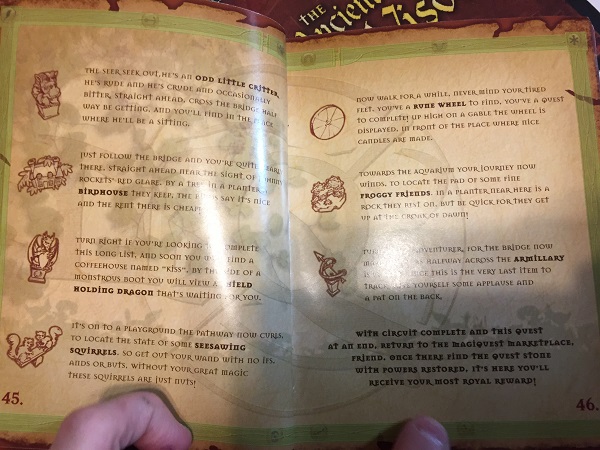 THE
Ancient
THE SEER SEEK OUT, HE'S AN ODD LITTLE CRITTER,
HE'S RUDE AND HE'S CRUDE AND OCCASIONALLY
BITTER. STRAIGHT AHEAD, CROSS THE BRIDGE HALF
WAY BE GETTING, AND YOU'LL FIND IN THE PLACE
WHERE HE'LL BE A SITTING.
JUST FOLLOW THE BRIDGE AND YOU'RE QUITE NEARLY
THERE, STRAIGHT AHEAD NEAR THE SIGHT OF JOHNNY
ROCKETS' RED GLARE. BY A TREE IN A PLANTER A
BIRDHOUSE THEY KEEP, THE BIRDS SAY IT'S NICE
AND THE RENT THERE IS CHEAP.
TURN RIGHT IF YOU'RE LOOKING TO COMPLETE
THIS LONG LIST, AND SOON YOU WILL FIND A
COFFEEHOUSE NAMED "KISS". BY THE SIDE OF A
MONSTROUS BOOT YOU WILL VIEW A SHIELD
HOLDING DRAGON THAT'S WAITING FOR YOU.
IT'S ON TO A PLAYGROUND THE PATHWAY NOW CURES,
TO LOCATE THE STATE OF SOME SEESAWING
SQUIRRELS. SO GET OUT YOUR WAND WITH NO IFS,
ANDS OR BUTS, WITHOUT YOUR GREAT MAGIC
THESE SQUIRRELS ARE JUST NUTS!
45.
NOW WALK FOR A WHILE, NEVER MIND YOUR TIRED
FEET, YOU'VE A RUNE WHEEL TO FIND, YOU'VE A QUEST
TO COMPLETE! UP HIGH ON A GABLE THE WHEEL IS
DISPLAYED, IN FRONT OF THE PLACE WHERE NICE
CANDLES ARE MADE.
TOWARDS THE AQUARIUM YOUR JOURNEY NOW
WINDS, TO LOCATE THE PAD OF SOME FINE
FROGGY FRIENDS. IN A PLANTER NEAR HERE IS A
ROCK THEY REST ON, BUT BE QUICK FOR THEY GET
UP AT THE CROAK OF DAWN!
TURN ADVENTURER, FOR THE BRIDGE NOW
HALFWAY ACROSS THE ARMILLARY
THIS IS THE VERY LAST ITEM TO
YOURSELF SOME APPLAUSE AND
A PAT ON THE BACK.
WITH CIRCUIT COMPLETE AND THIS QUEST
AT AN END, RETURN TO THE MAGIQUEST MARKETPLACE,
FRIEND. ONCE THERE FIND THE QUEST STONE
WITH POWERS RESTORED, IT'S HERE YOU'LL
RECEIVE YOUR MOST ROYAL REWARD!
46.